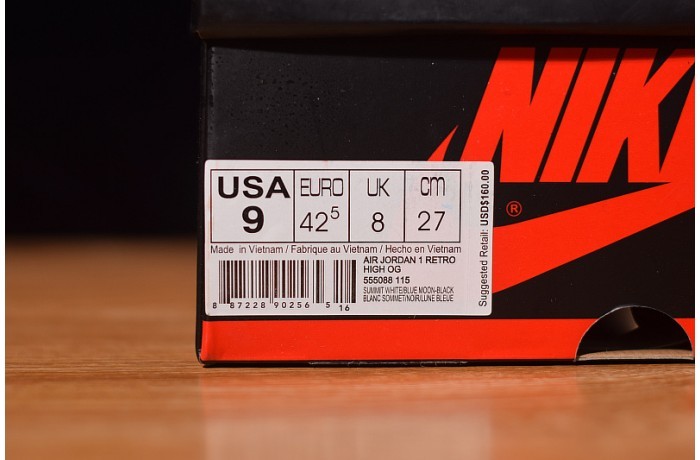 NIKE
®
USA EURO UK cm
9 42⁵ 8 27
Made in Vietnam / Fabrique au Vietnam / Hecho en Vietnam
AIR JORDAN 1 RETRO
HIGH OG
555088 115
SUMMIT WHITE/BLUE MOON-BLACK
BLANC SOMMET/NOIR/LUNE BLEUE
8 87228 90256 5 16
Suggested Retail: USD$160.00